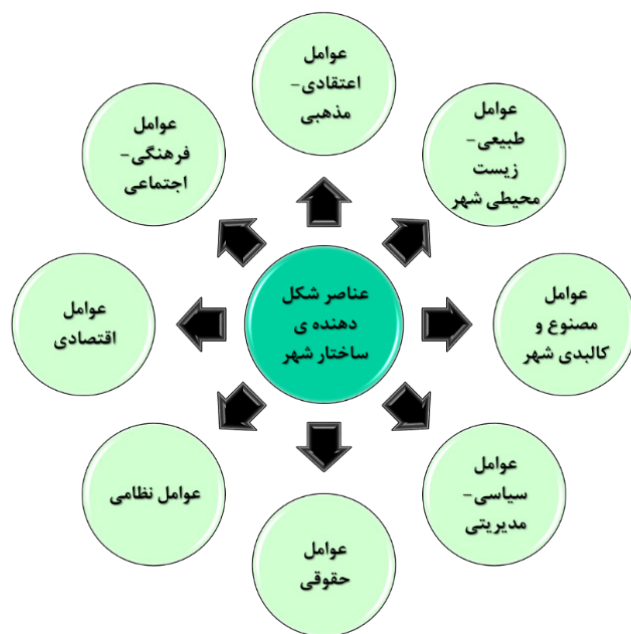 عوامل
اعتقادی-
مذهبی
عوامل
طبیعی-
زیست
محیطی شهر
عوامل
مصنوع و
کالبدی شهر
عوامل
سیاسی-
مدیریتی
عوامل
حقوقی
عوامل نظامی
عوامل
اقتصادی
عوامل
فرهنگی-
اجتماعی
عناصر شکل
دهنده ی
ساختار شهر